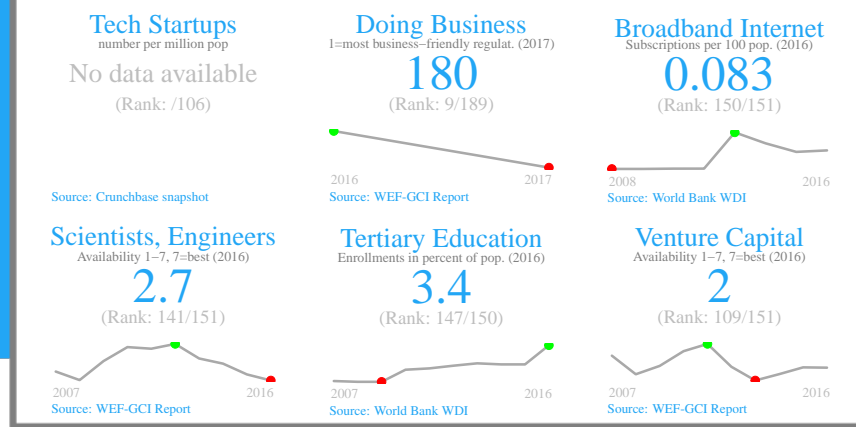 Tech Startups
number per million pop
No data available
(Rank: /106)
Source: Crunchbase snapshot
Doing Business
1=most business−friendly regulat. (2017)
180
(Rank: 9/189)
2016 2017
Source: WEF-GCI Report
Broadband Internet
Subscriptions per 100 pop. (2016)
0.083
(Rank: 150/151)
2008 2016
Source: World Bank WDI
Scientists, Engineers
Availability 1−7, 7=best (2016)
2.7
(Rank: 141/151)
2007 2016
Source: WEF-GCI Report
Tertiary Education
Enrollments in percent of pop. (2016)
3.4
(Rank: 147/150)
2007 2016
Source: World Bank WDI
Venture Capital
Availability 1−7, 7=best (2016)
2
(Rank: 109/151)
2007 2016
Source: WEF-GCI Report